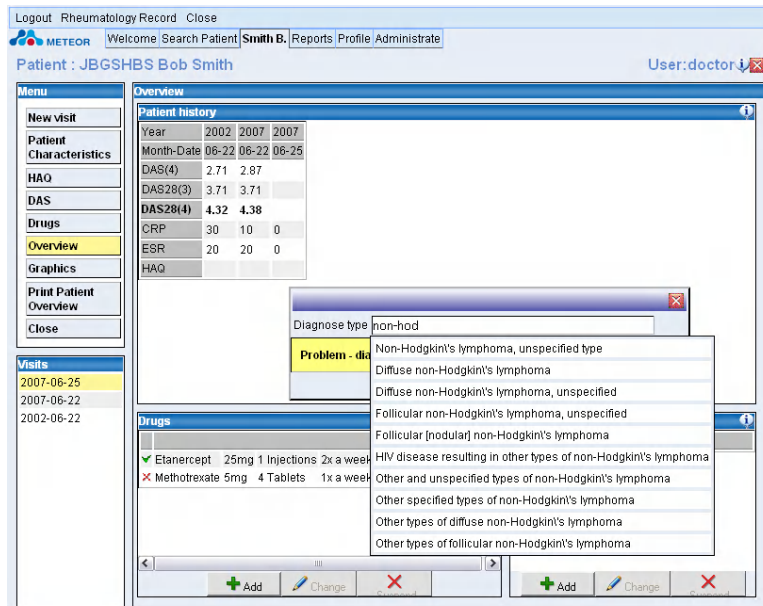 Logout Rheumatology Record Close
METEOR Welcome Search Patient Smith B. Reports Profile Administrate
Patient : JBGSHBS Bob Smith User:doctor
Menu
New visit
Patient
Characteristics
HAQ
DAS
Drugs
Overview
Graphics
Print Patient
Overview
Close
Visits
2007-06-25
2007-06-22
2002-06-22
Overview
Patient history
Year 2002 2007 2007
Month-Date 06-22 06-22 06-25
DAS(4) 2.71 2.87
DAS28(3) 3.71 3.71
DAS28(4) 4.32 4.38
CRP 30 10 0
ESR 20 20 0
HAQ
Diagnose type non-hod
Problem - dia
Non-Hodgkin\'s lymphoma, unspecified type
Diffuse non-Hodgkin\'s lymphoma
Diffuse non-Hodgkin\'s lymphoma, unspecified
Follicular non-Hodgkin\'s lymphoma, unspecified
Follicular [nodular] non-Hodgkin\'s lymphoma
HIV disease resulting in other types of non-Hodgkin\'s lymphoma
Other and unspecified types of non-Hodgkin\'s lymphoma
Other specified types of non-Hodgkin\'s lymphoma
Other types of diffuse non-Hodgkin\'s lymphoma
Other types of follicular non-Hodgkin\'s lymphoma
Drugs
Etanercept 25mg 1 Injections 2x a week
Methotrexate 5mg 4 Tablets 1x a week
Add Change
Add Change